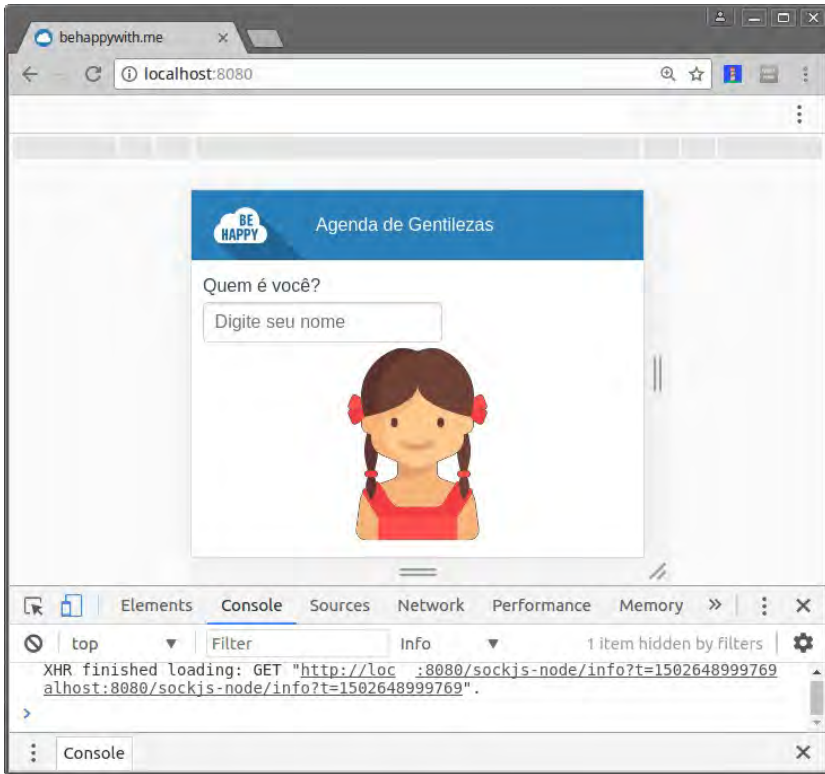 behappywith.me
localhost:8080
BE
HAPPY
Agenda de Gentilezas
Quem é você?
Digite seu nome
Elements Console Sources Network Performance Memory »
top Filter Info 1 item hidden by filters
XHR finished loading: GET "http://loc :8080/sockjs-node/info?t=1502648999769
alhost:8080/sockjs-node/info?t=1502648999769".
>
Console